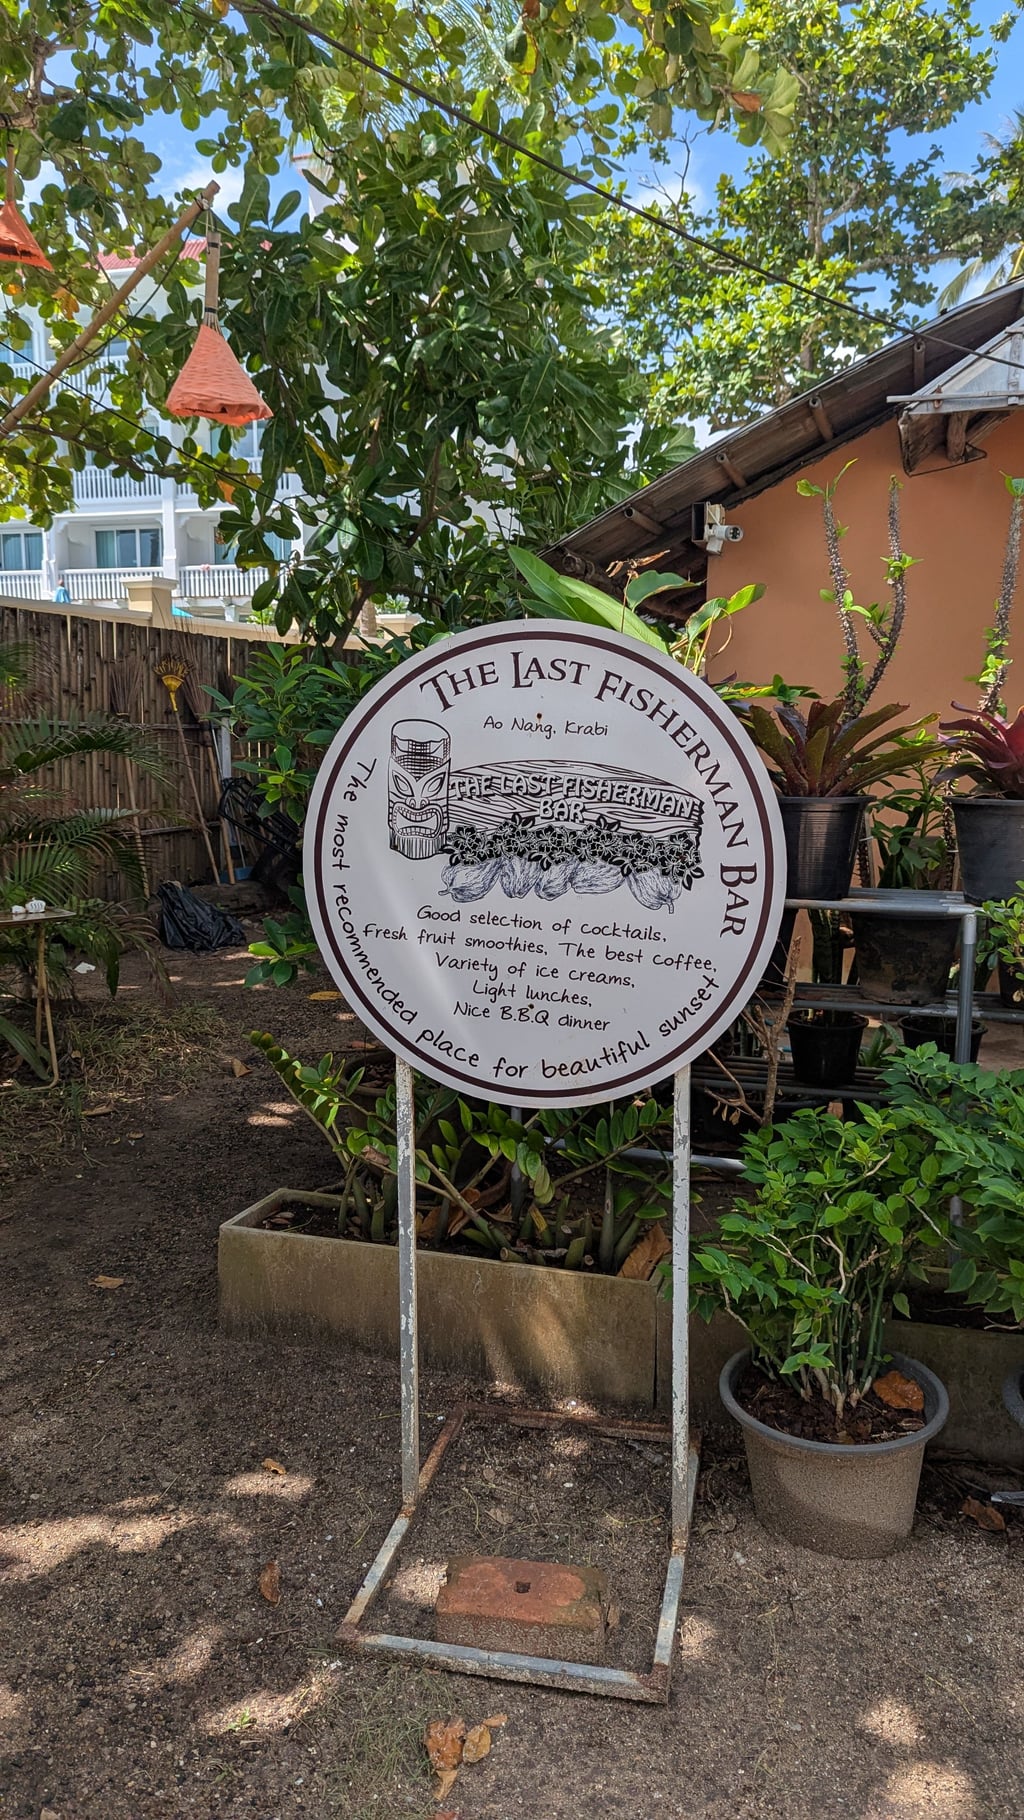 THE LAST FISHERMAN BAR
Ao Nang, Krabi
THE LAST FISHERMAN
BAR
Good selection of cocktails,
Fresh fruit smoothies, The best coffee,
Variety of ice creams,
Light lunches,
Nice B.B.Q dinner
The most recommended place for beautiful sunset